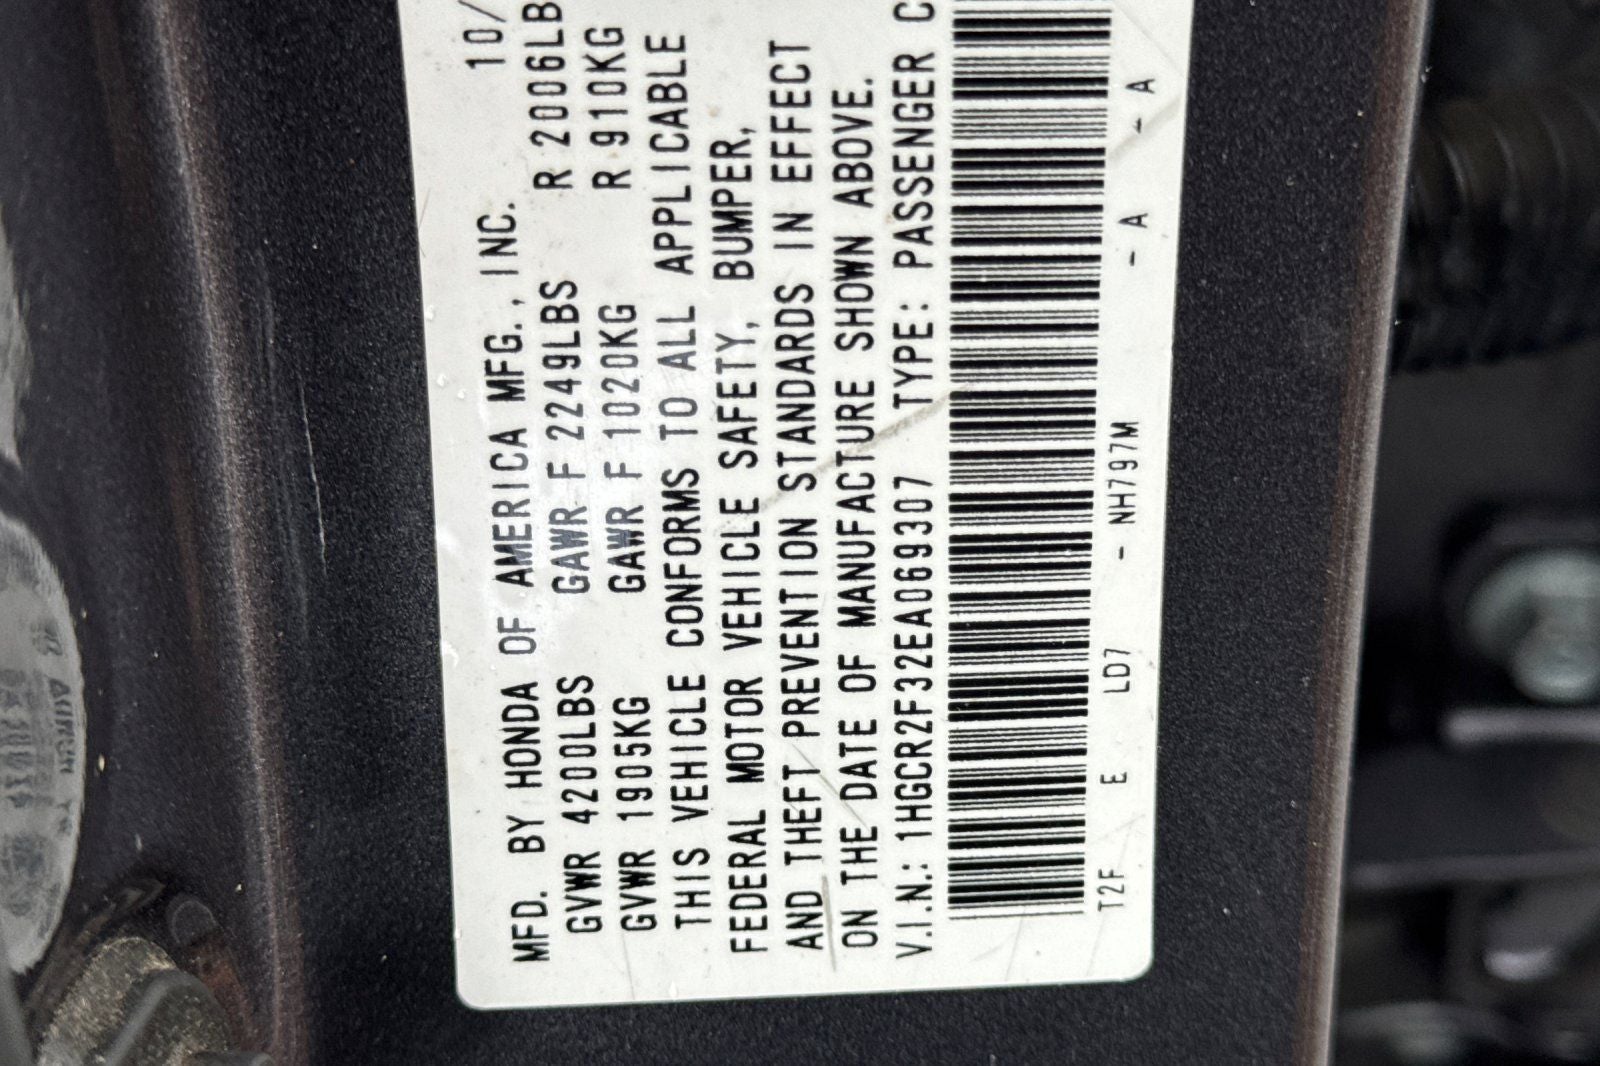 MFD. BY HONDA OF AMERICA MFG., INC. 10/
GVWR 4200LBS GAWR F 2249LBS R 2006LB
GVWR 1905KG GAWR F 1020KG R 910KG
THIS VEHICLE CONFORMS TO ALL APPLICABLE
FEDERAL MOTOR VEHICLE SAFETY, BUMPER,
AND THEFT PREVENTION STANDARDS IN EFFECT
ON THE DATE OF MANUFACTURE SHOWN ABOVE.
V.I.N.: 1HGCR2F32EA069307 TYPE: PASSENGER C
T2F E LD7 - NH797M - A - A